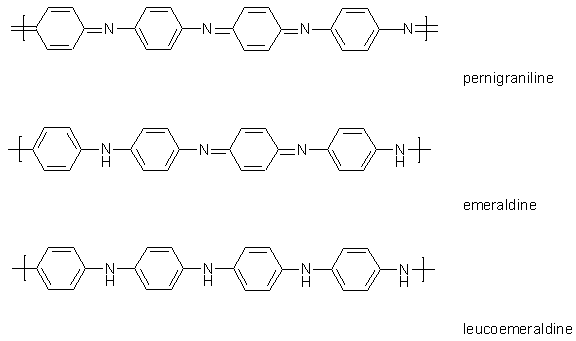 N N N N
pernigraniline
N H N N N H
emeraldine
N H N H N H N H
leucoemeraldine